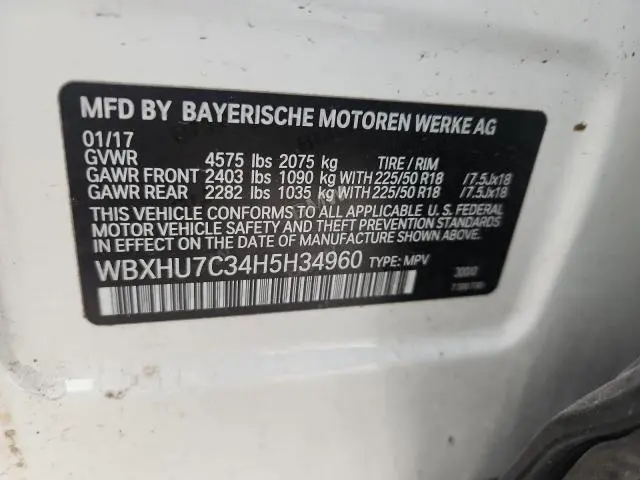 MFD BY BAYERISCHE MOTOREN WERKE AG
01/17
GVWR 4575 lbs 2075 kg TIRE / RIM
GAWR FRONT 2403 lbs 1090 kg WITH 225/50 R18 /7.5Jx18
GAWR REAR 2282 lbs 1035 kg WITH 225/50 R18 /7.5Jx18
THIS VEHICLE CONFORMS TO ALL APPLICABLE U. S. FEDERAL
MOTOR VEHICLE SAFETY AND THEFT PREVENTION STANDARDS
IN EFFECT ON THE DATE OF MANUFACTURE SHOWN ABOVE.
WBXHU7C34H5H34960 TYPE: MPV